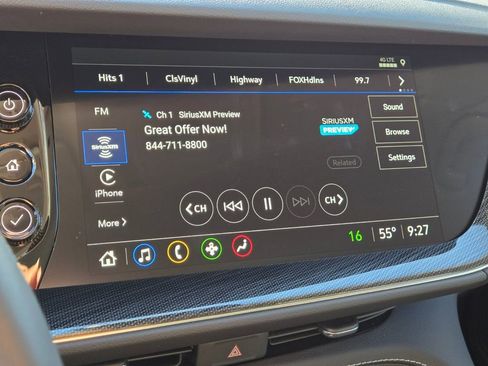 4G LTE
Hits 1 ClsVinyl Highway FOXHdlns 99.7
FM
Ch 1 SiriusXM Preview
Great Offer Now!
844-711-8800
SIRIUSXM
PREVIEW
Related
Sound
Browse
Settings
SiriusXM
iPhone
More
CH CH
16 55° 9:27